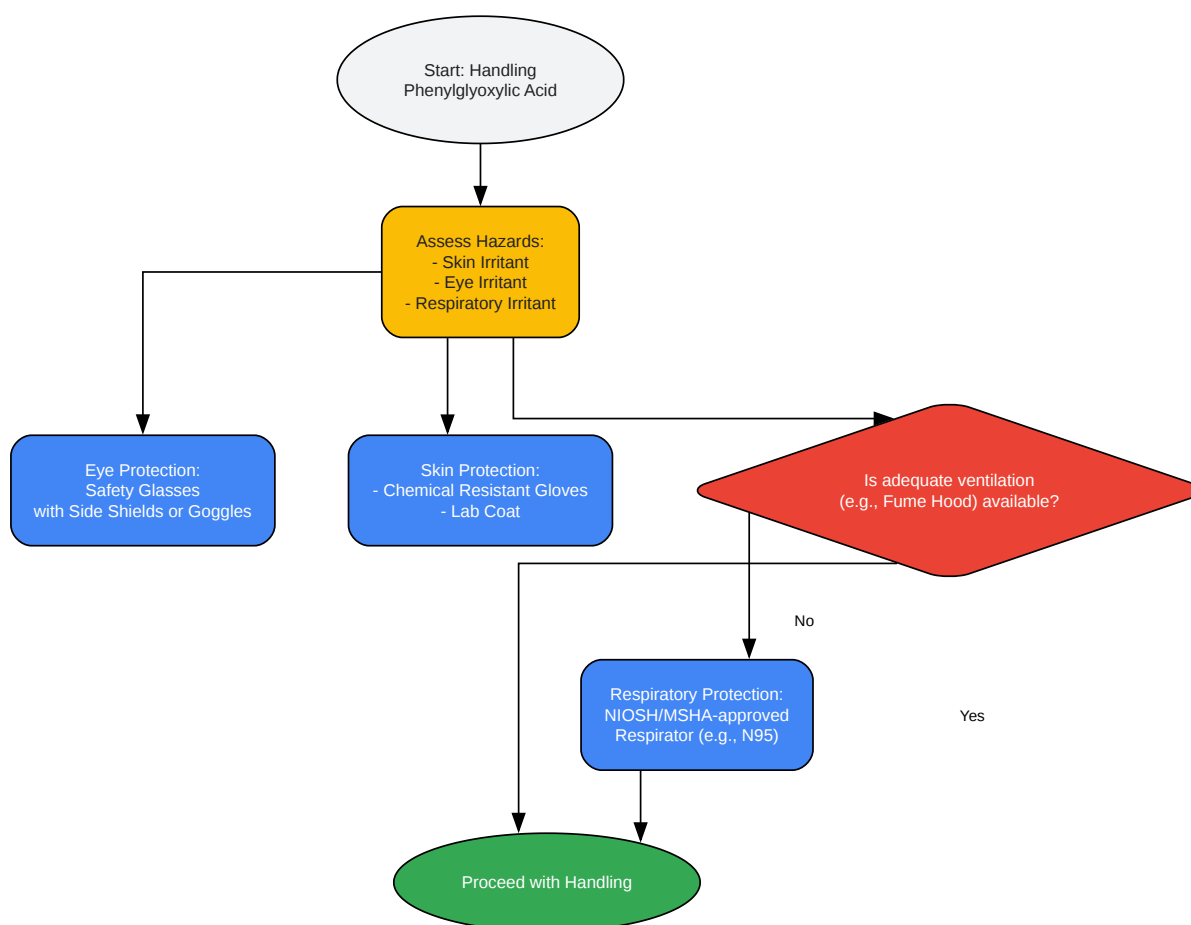 Start: Handling
Phenylglyoxylic Acid
Assess Hazards:
- Skin Irritant
- Eye Irritant
- Respiratory Irritant
Eye Protection:
Safety Glasses
with Side Shields or Goggles
Skin Protection:
- Chemical Resistant Gloves
- Lab Coat
Is adequate ventilation
(e.g., Fume Hood) available?
No
Respiratory Protection:
NIOSH/MSHA-approved
Respirator (e.g., N95)
Yes
Proceed with Handling